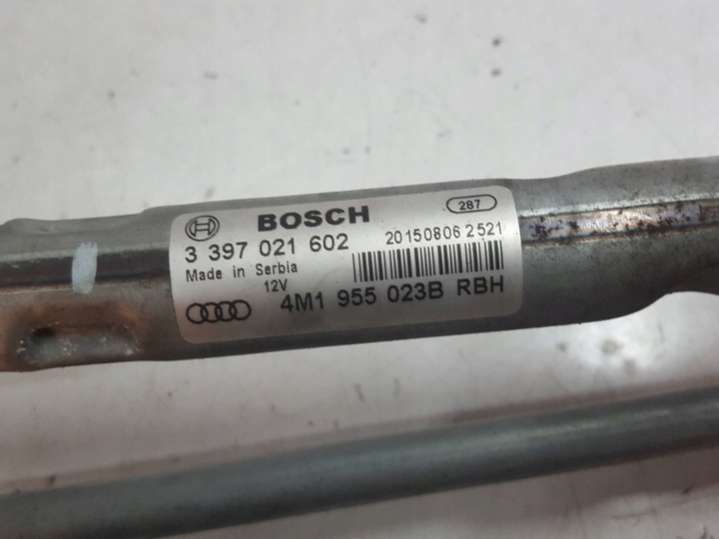 BOSCH 287
3 397 021 602 20150806 2521
Made in Serbia
12V
4M1 955 023B RBH